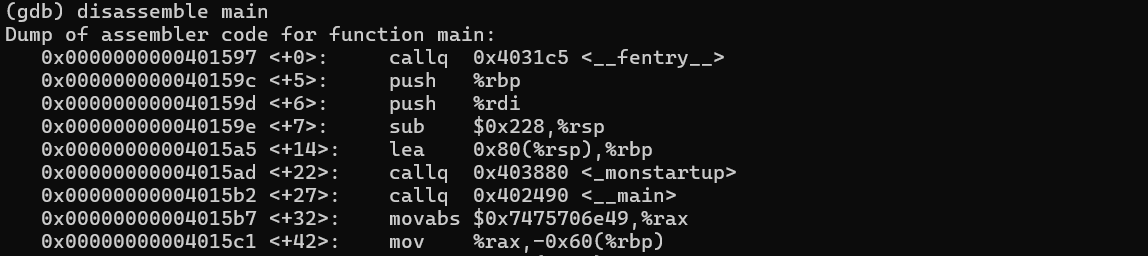 (gdb) disassemble main
Dump of assembler code for function main:
   0x0000000000401597 <+0>:     callq  0x4031c5 <__fentry__>
   0x000000000040159c <+5>:     push   %rbp
   0x000000000040159d <+6>:     push   %rdi
   0x000000000040159e <+7>:     sub    $0x228,%rsp
   0x00000000004015a5 <+14>:    lea    0x80(%rsp),%rbp
   0x00000000004015ad <+22>:    callq  0x403880 <_monstartup>
   0x00000000004015b2 <+27>:    callq  0x402490 <__main>
   0x00000000004015b7 <+32>:    movabs $0x7475706e49,%rax
   0x00000000004015c1 <+42>:    mov    %rax,-0x60(%rbp)